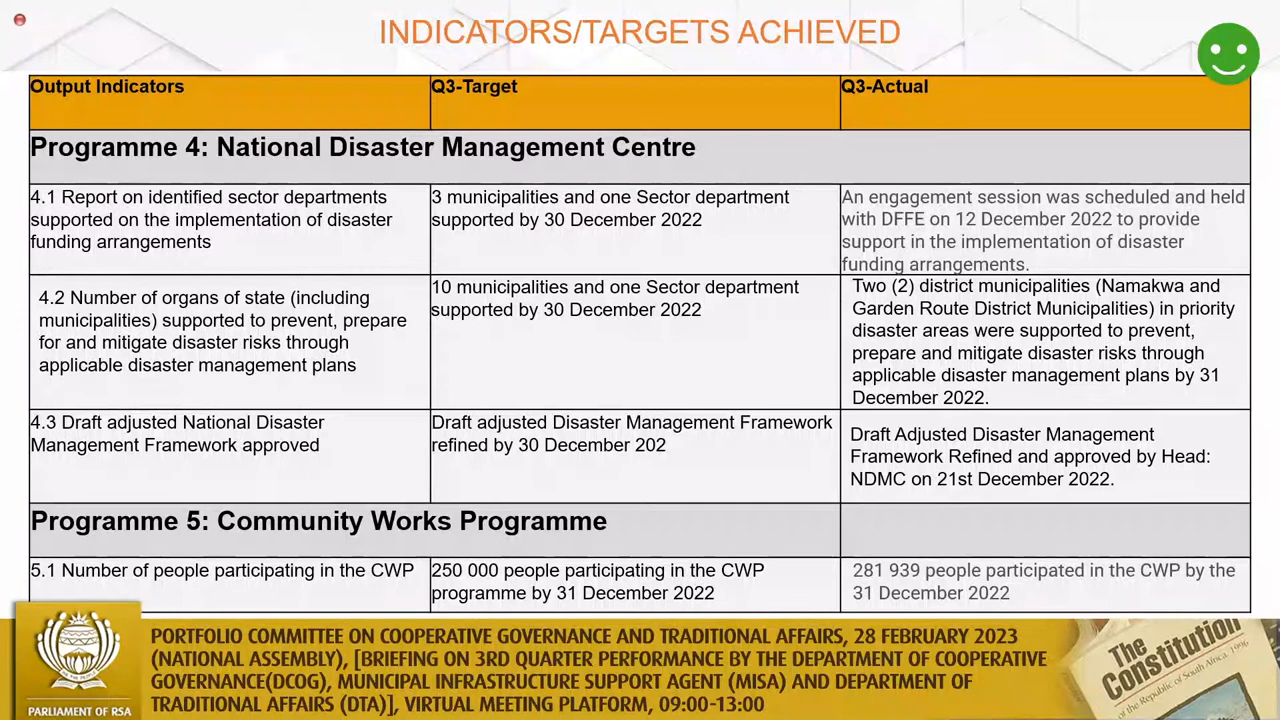 INDICATORS/TARGETS ACHIEVED
Output Indicators
Q3-Target
Q3-Actual
Programme 4: National Disaster Management Centre
4.1 Report on identified sector departments
supported on the implementation of disaster
funding arrangements
3 municipalities and one Sector department
supported by 30 December 2022
An engagement session was scheduled and held
with DFFE on 12 December 2022 to provide
support in the implementation of disaster
funding arrangements.
4.2 Number of organs of state (including
municipalities) supported to prevent, prepare
for and mitigate disaster risks through
applicable disaster management plans
10 municipalities and one Sector department
supported by 30 December 2022
Two (2) district municipalities (Namakwa and
Garden Route District Municipalities) in priority
disaster areas were supported to prevent,
prepare and mitigate disaster risks through
applicable disaster management plans by 31
December 2022.
4.3 Draft adjusted National Disaster
Management Framework approved
Draft adjusted Disaster Management Framework
refined by 30 December 202
Draft Adjusted Disaster Management
Framework Refined and approved by Head:
NDMC on 21st December 2022.
Programme 5: Community Works Programme
5.1 Number of people participating in the CWP
250 000 people participating in the CWP
programme by 31 December 2022
281 939 people participated in the CWP by the
31 December 2022
PORTFOLIO COMMITTEE ON COOPERATIVE GOVERNANCE AND TRADITIONAL AFFAIRS, 28 FEBRUARY 2023
(NATIONAL ASSEMBLY), [BRIEFING ON 3RD QUARTER PERFORMANCE BY THE DEPARTMENT OF COOPERATIVE
GOVERNANCE(DCOG), MUNICIPAL INFRASTRUCTURE SUPPORT AGENT (MISA) AND DEPARTMENT OF
TRADITIONAL AFFAIRS (DTA)], VIRTUAL MEETING PLATFORM, 09:00-13:00
PARLIAMENT OF RSA
The
Constitution
of the Republic of South Africa, 1996